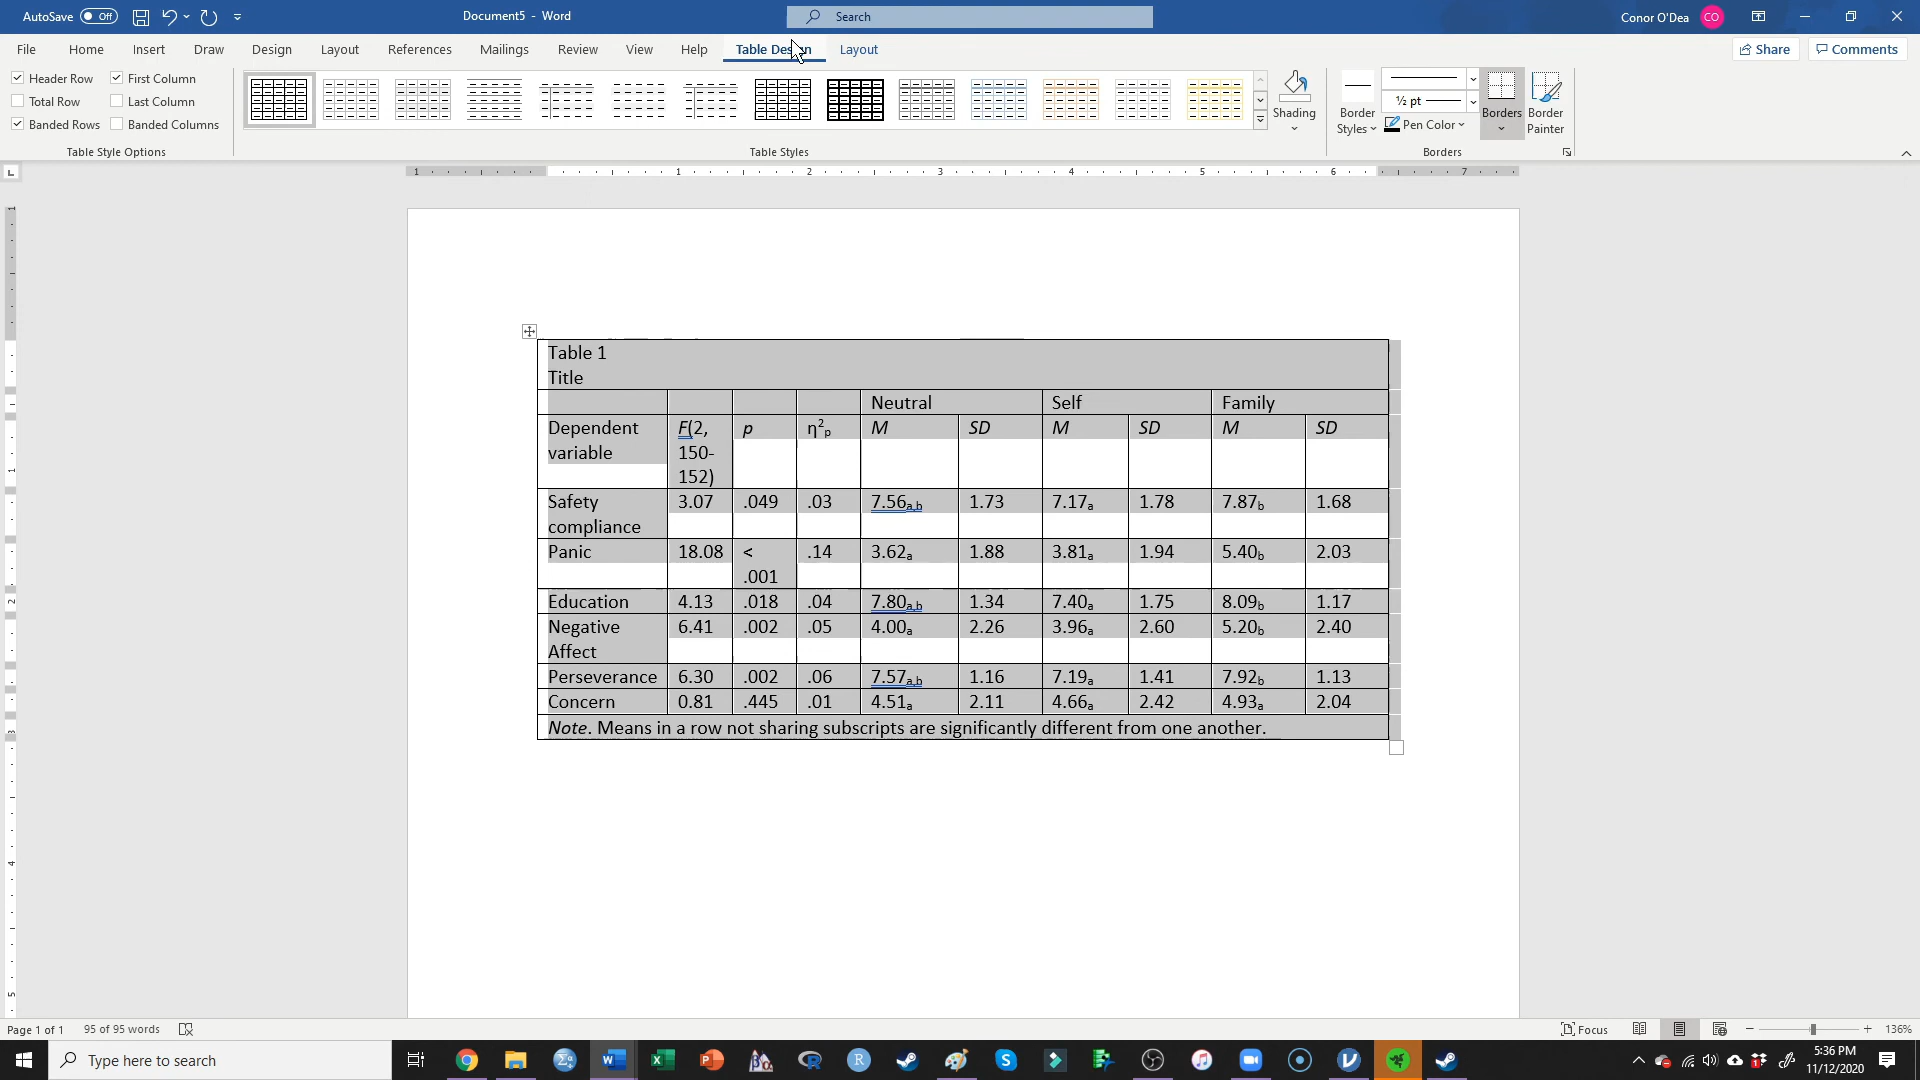 AutoSave Off Document5 - Word Search Conor O'Dea CO
File Home Insert Draw Design Layout References Mailings Review View Help Table Design Layout Share Comments
Header Row First Column
Total Row Last Column
Banded Rows Banded Columns
Table Style Options
Table Styles
Shading
Border Styles
½ pt
Pen Color
Borders
Border Painter
Borders
1 1 2 3 4 5 6 7
Table 1
Title
Neutral Self Family
Dependent variable F(2, 150-152) p η²p M SD M SD M SD
Safety compliance 3.07 .049 .03 7.56a,b 1.73 7.17a 1.78 7.87b 1.68
Panic 18.08 < .001 .14 3.62a 1.88 3.81a 1.94 5.40b 2.03
Education 4.13 .018 .04 7.80a,b 1.34 7.40a 1.75 8.09b 1.17
Negative Affect 6.41 .002 .05 4.00a 2.26 3.96a 2.60 5.20b 2.40
Perseverance 6.30 .002 .06 7.57a,b 1.16 7.19a 1.41 7.92b 1.13
Concern 0.81 .445 .01 4.51a 2.11 4.66a 2.42 4.93a 2.04
Note. Means in a row not sharing subscripts are significantly different from one another.
Page 1 of 1 95 of 95 words Focus 136%
Type here to search
5:36 PM
11/12/2020